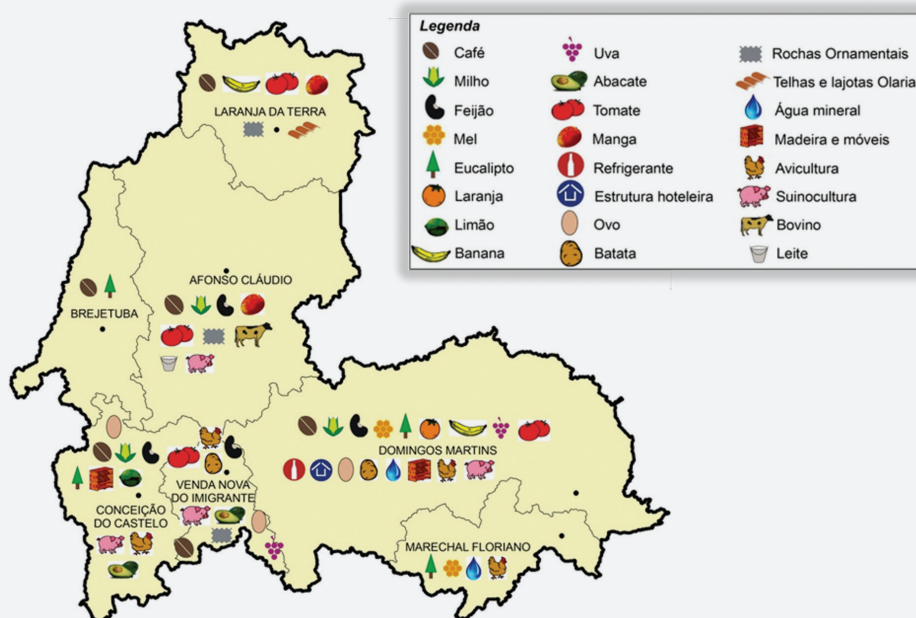 Legenda
Café
Milho
Feijão
Mel
Eucalipto
Laranja
Limão
Banana
Uva
Abacate
Tomate
Manga
Refrigerante
Estrutura hoteleira
Ovo
Batata
Rochas Ornamentais
Telhas e lajotas Olaria
Água mineral
Madeira e móveis
Avicultura
Suinocultura
Bovino
Leite
LARANJA DA TERRA
AFONSO CLÁUDIO
BREJETUBA
DOMINGOS MARTINS
VENDA NOVA
DO IMIGRANTE
CONCEIÇÃO
DO CASTELO
MARECHAL FLORIANO